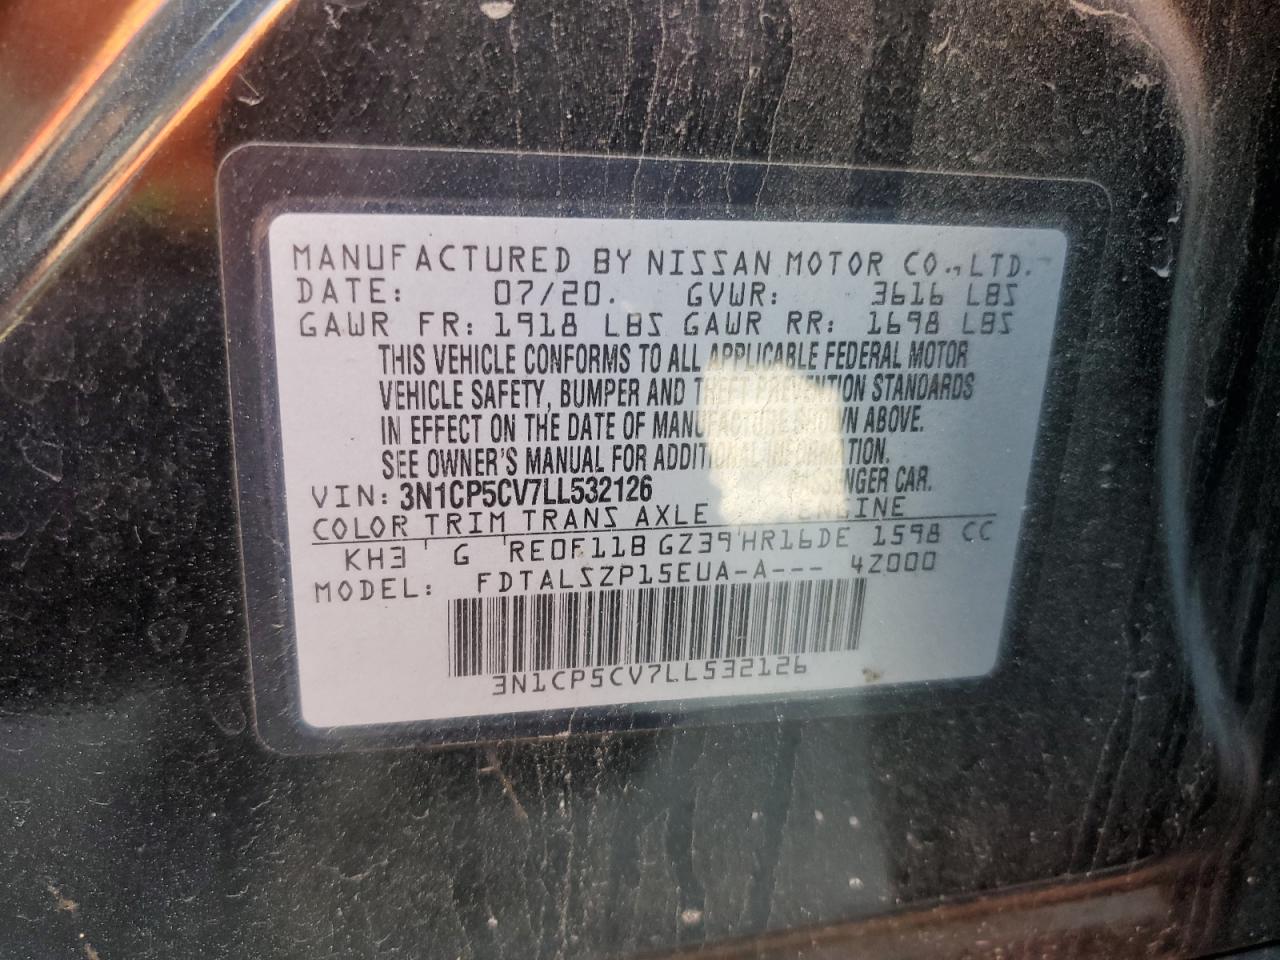 MANUFACTURED BY NISSAN MOTOR CO., LTD.
DATE: 07/20. GVWR: 3616 LBS
GAWR FR: 1918 LBS GAWR RR: 1698 LBS
THIS VEHICLE CONFORMS TO ALL APPLICABLE FEDERAL MOTOR
VEHICLE SAFETY, BUMPER AND THEFT PREVENTION STANDARDS
IN EFFECT ON THE DATE OF MANUFACTURE SHOWN ABOVE.
SEE OWNER'S MANUAL FOR ADDITIONAL INFORMATION.
VIN: 3N1CP5CV7LL532126 PASSENGER CAR.
COLOR TRIM TRANS AXLE ENGINE
KH3 G RE0F11B GZ39 HR16DE 1598 CC
MODEL: FDTALSZP15EUA-A--- 4Z000
3N1CP5CV7LL532126